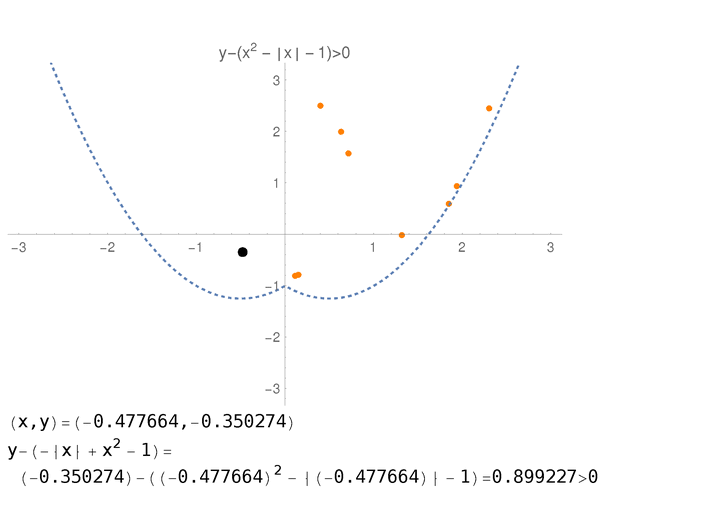 y−(x² − |x| − 1)>0
3
2
1
−3 −2 −1 1 2 3
−1
−2
−3
(x,y)=(−0.477664,−0.350274)
y−(−|x| + x² − 1)=
(−0.350274)−((−0.477664)² − |(−0.477664)| − 1)=0.899227>0